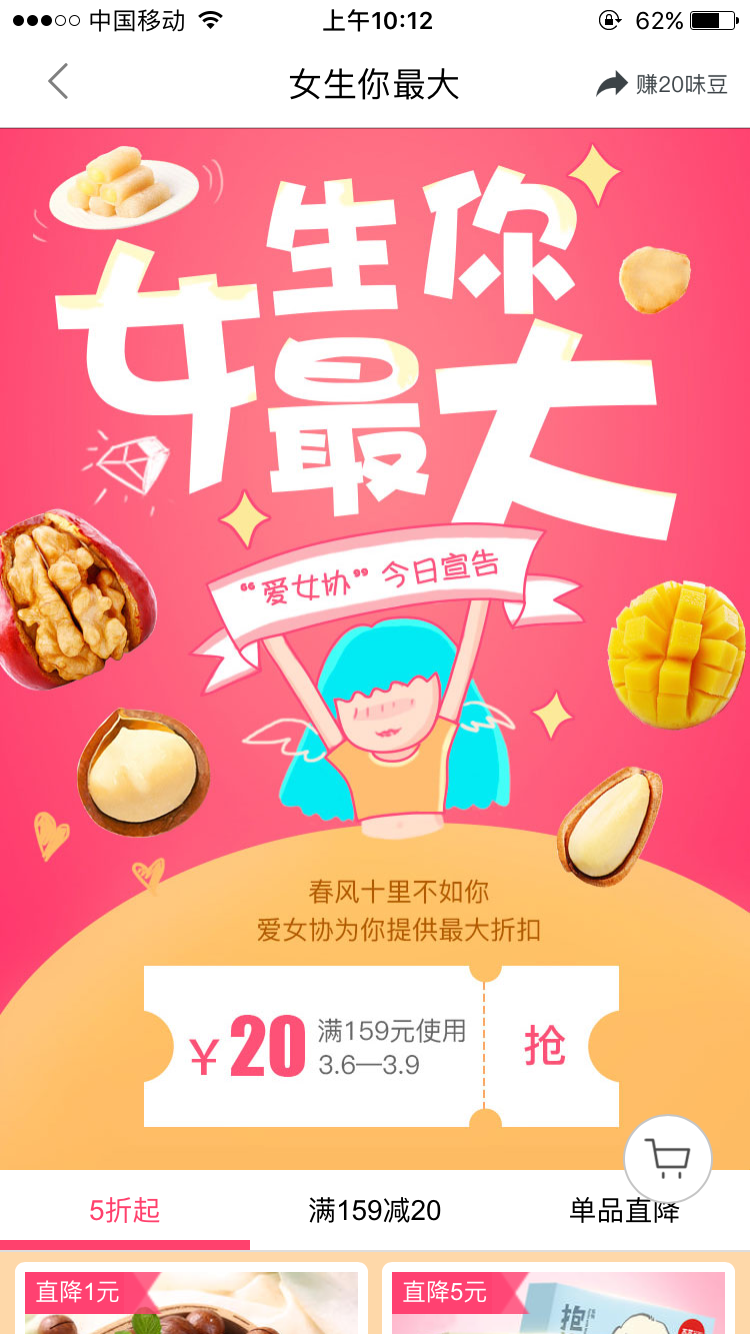 中国移动
上午10:12
62%
女生你最大
赚20味豆
女生你
最大
“爱女协”今日宣告
春风十里不如你
爱女协为你提供最大折扣
¥20
满159元使用
3.6—3.9
抢
5折起
满159减20
单品直降
直降1元
直降5元
抱